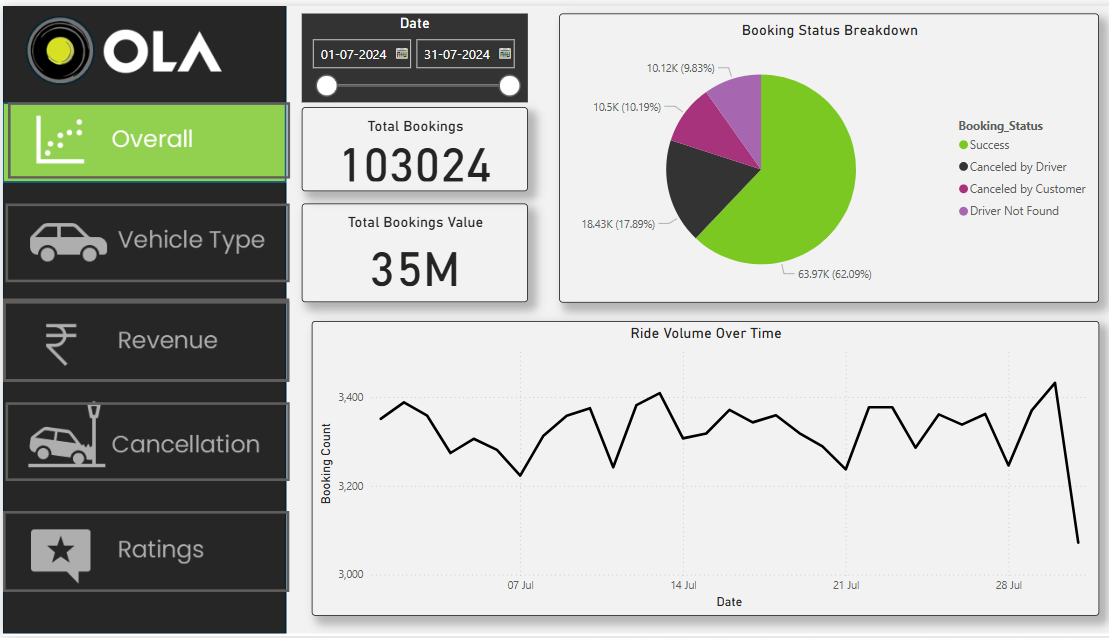 OLA
Overall
Vehicle Type
Revenue
Cancellation
Ratings
Date
01-07-2024 31-07-2024
Total Bookings
103024
Total Bookings Value
35M
Booking Status Breakdown
10.12K (9.83%)
10.5K (10.19%)
18.43K (17.89%)
63.97K (62.09%)
Booking_Status
Success
Canceled by Driver
Canceled by Customer
Driver Not Found
Ride Volume Over Time
Booking Count
3,400
3,200
3,000
07 Jul 14 Jul 21 Jul 28 Jul
Date